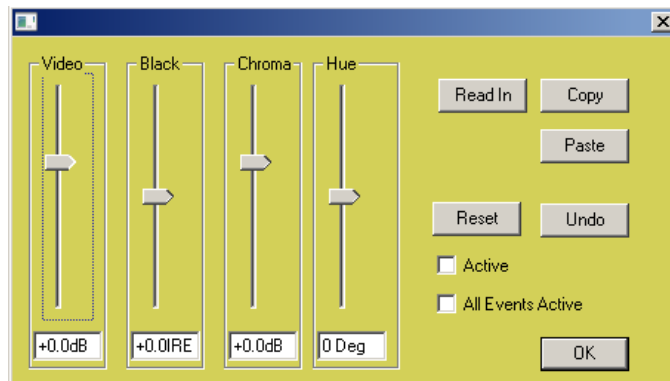 Video
Black
Chroma
Hue
Read In
Copy
Paste
Reset
Undo
Active
All Events Active
+0.0dB
+0.0IRE
+0.0dB
0 Deg
OK